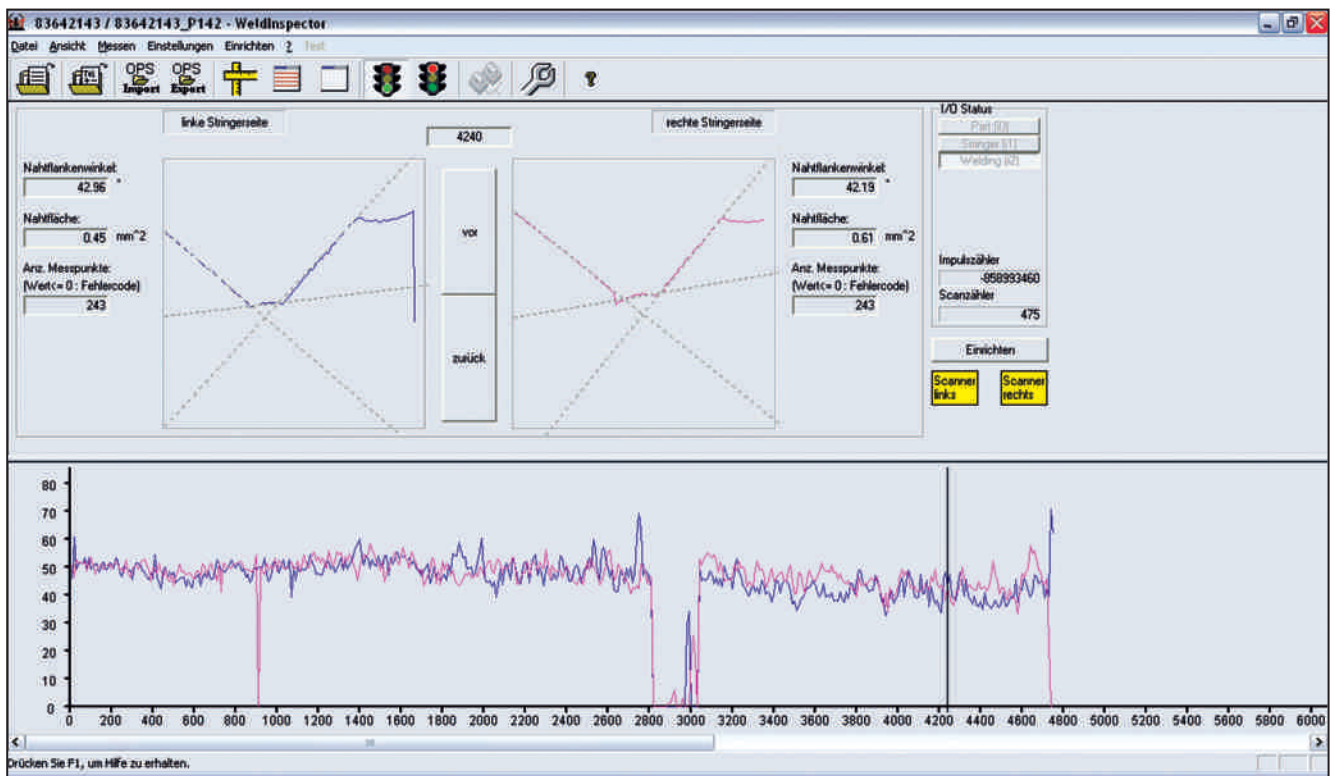 83642143 / 83642143_P142 - WeldInspector
Datei Ansicht Messen Einstellungen Einrichten ? Test
OPS Import
OPS Export
?
linke Stringerseite
4240
rechte Stringerseite
Nahtflankenwinkel:
42.96 °
Nahtfläche:
0.45 mm^2
Anz. Messpunkte:
(Wert<= 0 : Fehlercode)
243
vor
zurück
Nahtflankenwinkel:
42.19 °
Nahtfläche:
0.61 mm^2
Anz. Messpunkte:
(Wert<= 0 : Fehlercode)
243
I/O Status
Part (i0)
Stringer (i1)
Welding (i2)
Impulszähler
-858993460
Scanzähler
475
Einrichten
Scanner links
Scanner rechts
80
70
60
50
40
30
20
10
0
0 200 400 600 800 1000 1200 1400 1600 1800 2000 2200 2400 2600 2800 3000 3200 3400 3600 3800 4000 4200 4400 4600 4800 5000 5200 5400 5600 5800 6000
Drücken Sie F1, um Hilfe zu erhalten.